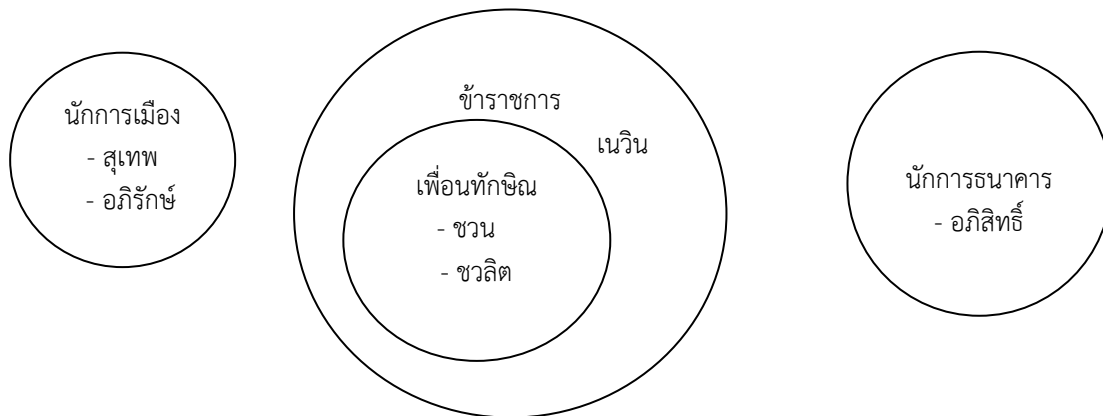 นักการเมือง
- สุเทพ
- อภิรักษ์
ข้าราชการ
เนวิน
เพื่อนทักษิณ
- ชวน
- ชวลิต
นักการธนาคาร
- อภิสิทธิ์